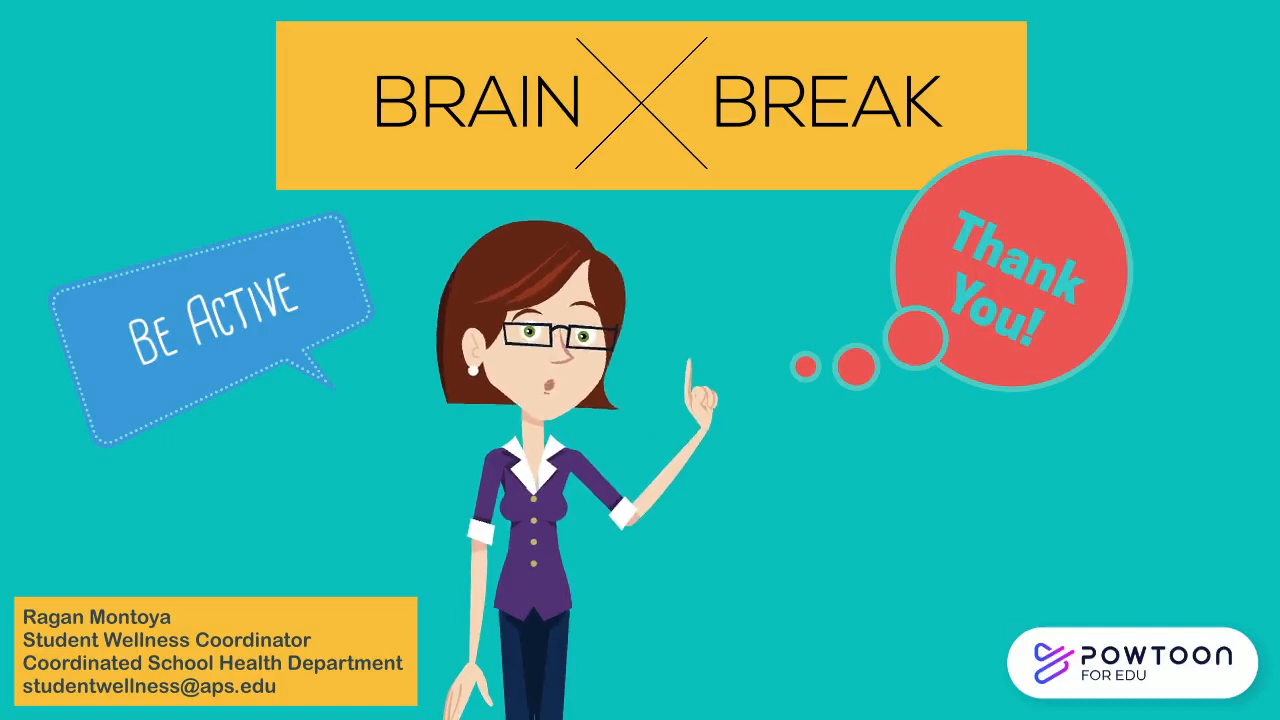 BRAIN BREAK
BE ACTIVE
Thank
You!
Ragan Montoya
Student Wellness Coordinator
Coordinated School Health Department
studentwellness@aps.edu
POWTOON
FOR EDU